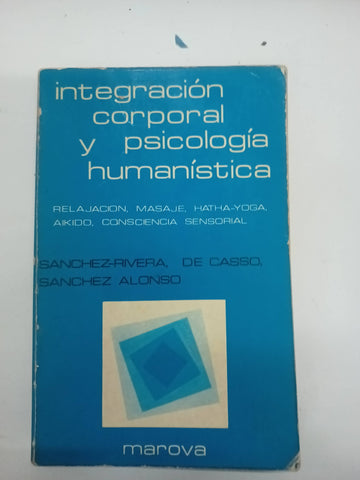 integración
corporal
y psicología
humanística
RELAJACION, MASAJE, HATHA-YOGA,
AIKIDO, CONSCIENCIA SENSORIAL
SANCHEZ-RIVERA, DE CASSO,
SANCHEZ ALONSO
marova